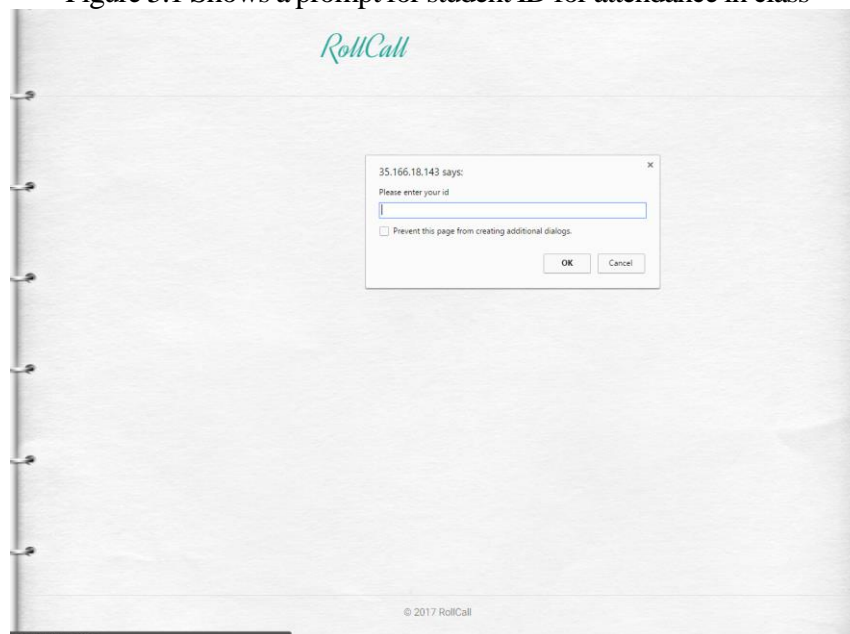 Figure 3.1 Shows a prompt for student ID for attendance in class
RollCall
35.166.18.143 says:
×
Please enter your id
Prevent this page from creating additional dialogs.
OK
Cancel
© 2017 RollCall